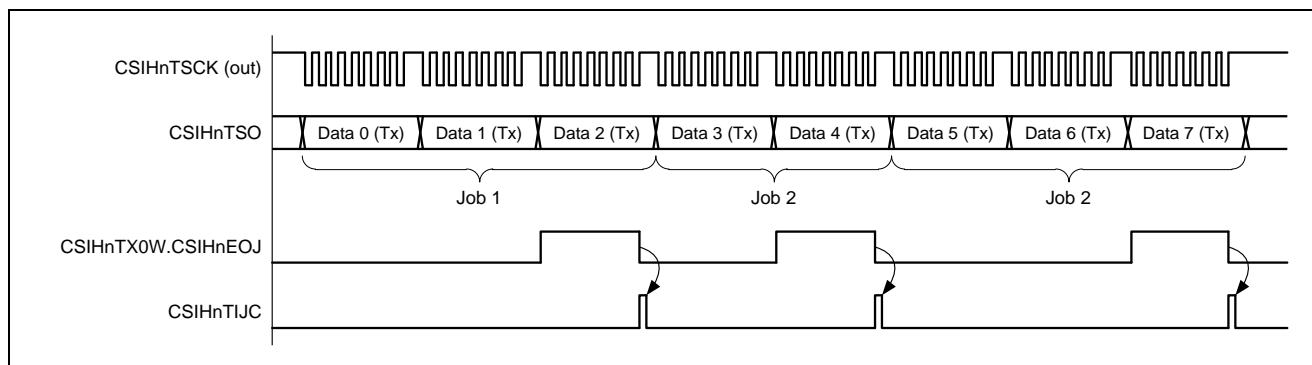 CSIHnTSCK (out)
CSIHnTSO
Data 0 (Tx) Data 1 (Tx) Data 2 (Tx) Data 3 (Tx) Data 4 (Tx) Data 5 (Tx) Data 6 (Tx) Data 7 (Tx)
Job 1 Job 2 Job 2
CSIHnTX0W.CSIHnEOJ
CSIHnTIJC